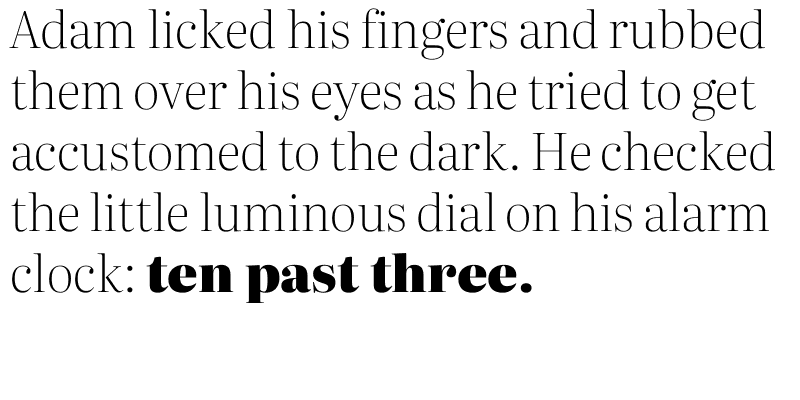 Adam licked his fingers and rubbed
them over his eyes as he tried to get
accustomed to the dark. He checked
the little luminous dial on his alarm
clock: ten past three.